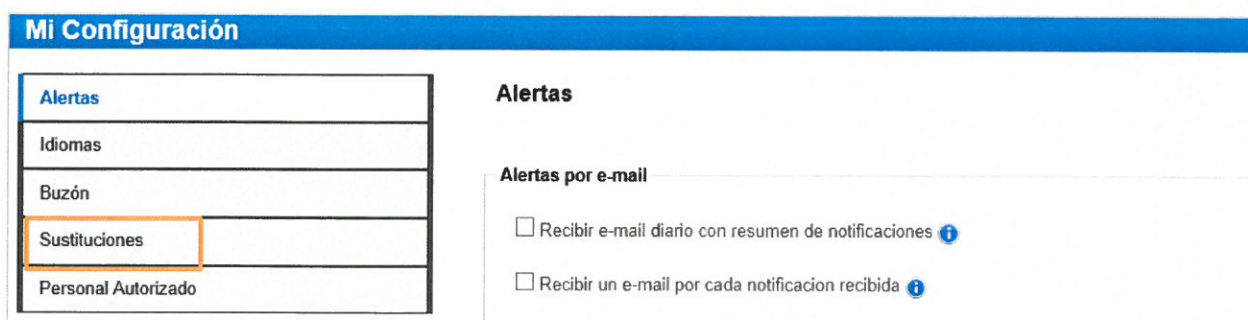 Mi Configuración
Alertas
Idiomas
Buzón
Sustituciones
Personal Autorizado
Alertas
Alertas por e-mail
Recibir e-mail diario con resumen de notificaciones
Recibir un e-mail por cada notificacion recibida